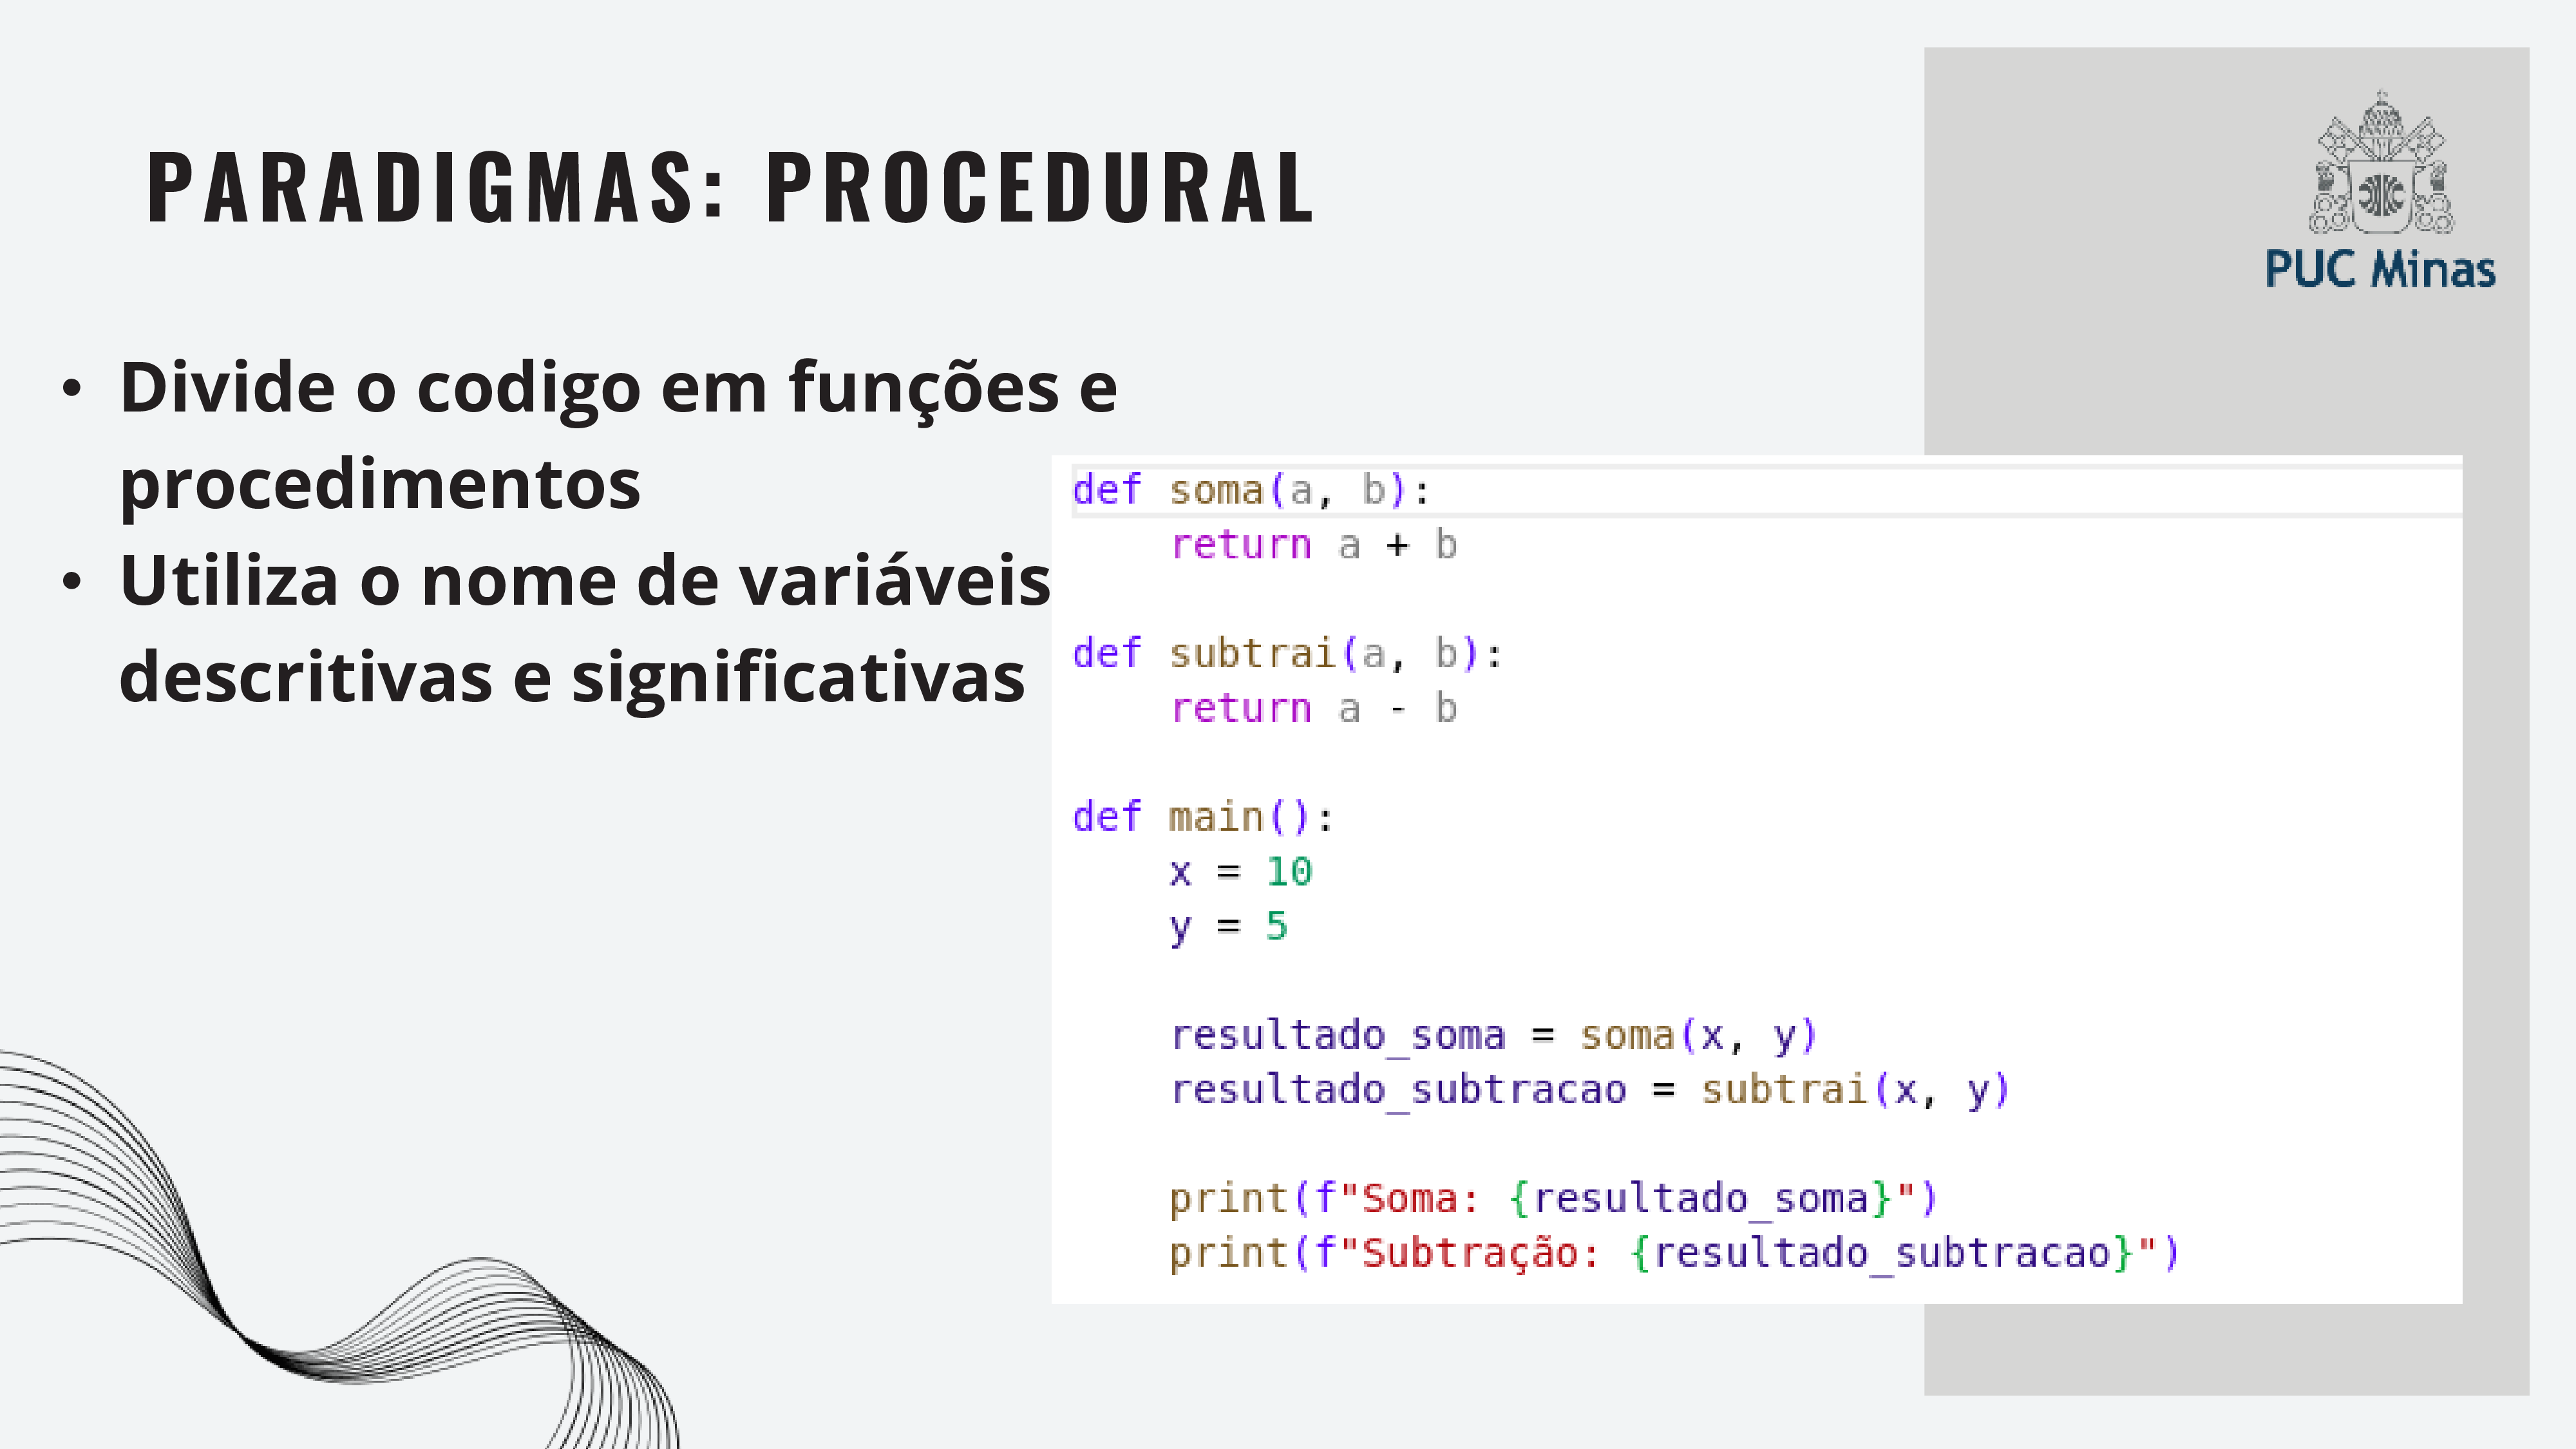 PARADIGMAS: PROCEDURAL
PUC Minas
• Divide o codigo em funções e
procedimentos
• Utiliza o nome de variáveis
descritivas e significativas
def soma(a, b):
    return a + b
def subtrai(a, b):
    return a - b
def main():
    x = 10
    y = 5
    resultado_soma = soma(x, y)
    resultado_subtracao = subtrai(x, y)
    print(f"Soma: {resultado_soma}")
    print(f"Subtração: {resultado_subtracao}")